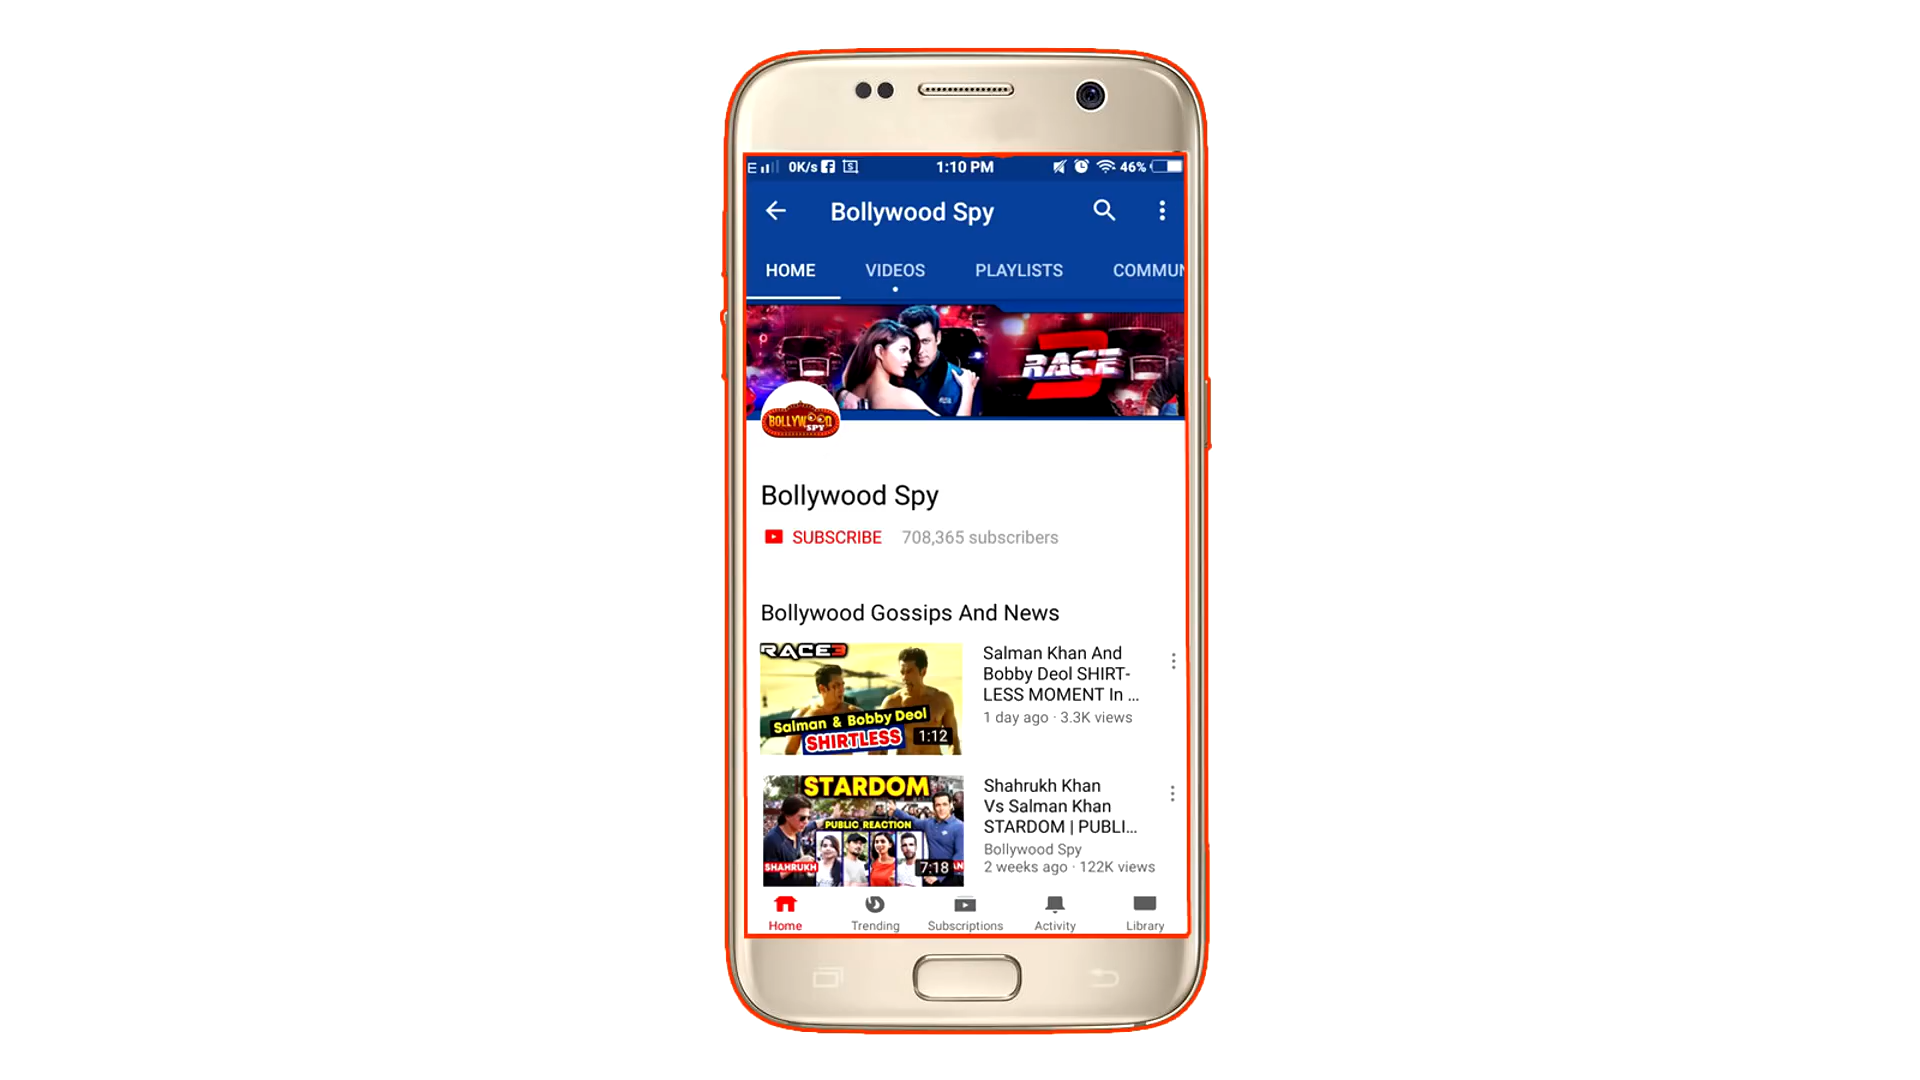 E 0K/s 1:10 PM 46%
Bollywood Spy
HOME VIDEOS PLAYLISTS COMMUN
RACE 3
BOLLYWOOD
SPY
Bollywood Spy
SUBSCRIBE 708,365 subscribers
Bollywood Gossips And News
RACE3
Salman & Bobby Deol
SHIRTLESS
1:12
Salman Khan And
Bobby Deol SHIRT-
LESS MOMENT In ...
1 day ago · 3.3K views
STARDOM
PUBLIC REACTION
SHAHRUKH
7:18
Shahrukh Khan
Vs Salman Khan
STARDOM | PUBLI...
Bollywood Spy
2 weeks ago · 122K views
Home Trending Subscriptions Activity Library